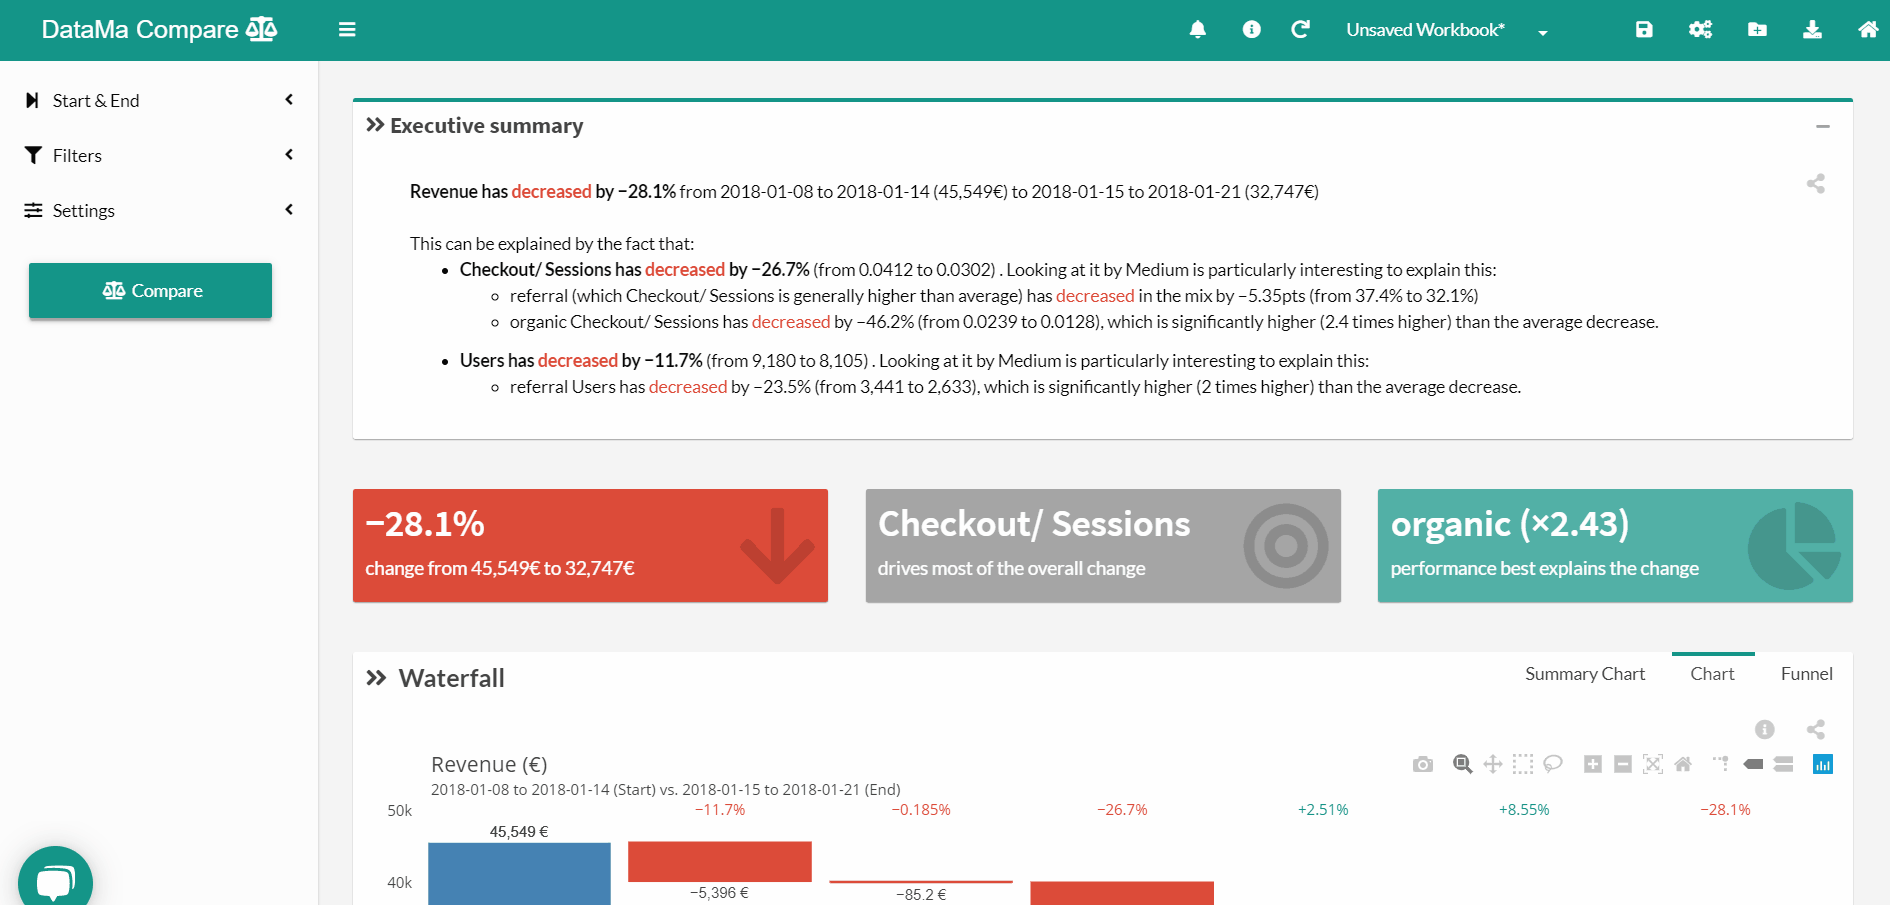 DataMa Compare
Unsaved Workbook*
Start & End
Filters
Settings
Compare
Executive summary
Revenue has decreased by −28.1% from 2018-01-08 to 2018-01-14 (45,549€) to 2018-01-15 to 2018-01-21 (32,747€)
This can be explained by the fact that:
Checkout/ Sessions has decreased by −26.7% (from 0.0412 to 0.0302) . Looking at it by Medium is particularly interesting to explain this:
referral (which Checkout/ Sessions is generally higher than average) has decreased in the mix by −5.35pts (from 37.4% to 32.1%)
organic Checkout/ Sessions has decreased by −46.2% (from 0.0239 to 0.0128), which is significantly higher (2.4 times higher) than the average decrease.
Users has decreased by −11.7% (from 9,180 to 8,105) . Looking at it by Medium is particularly interesting to explain this:
referral Users has decreased by −23.5% (from 3,441 to 2,633), which is significantly higher (2 times higher) than the average decrease.
−28.1%
change from 45,549€ to 32,747€
Checkout/ Sessions
drives most of the overall change
organic (×2.43)
performance best explains the change
Waterfall
Summary Chart
Chart
Funnel
Revenue (€)
2018-01-08 to 2018-01-14 (Start) vs. 2018-01-15 to 2018-01-21 (End)
50k
−11.7%
−0.185%
−26.7%
+2.51%
+8.55%
−28.1%
45,549 €
40k
−5,396 €
−85.2 €